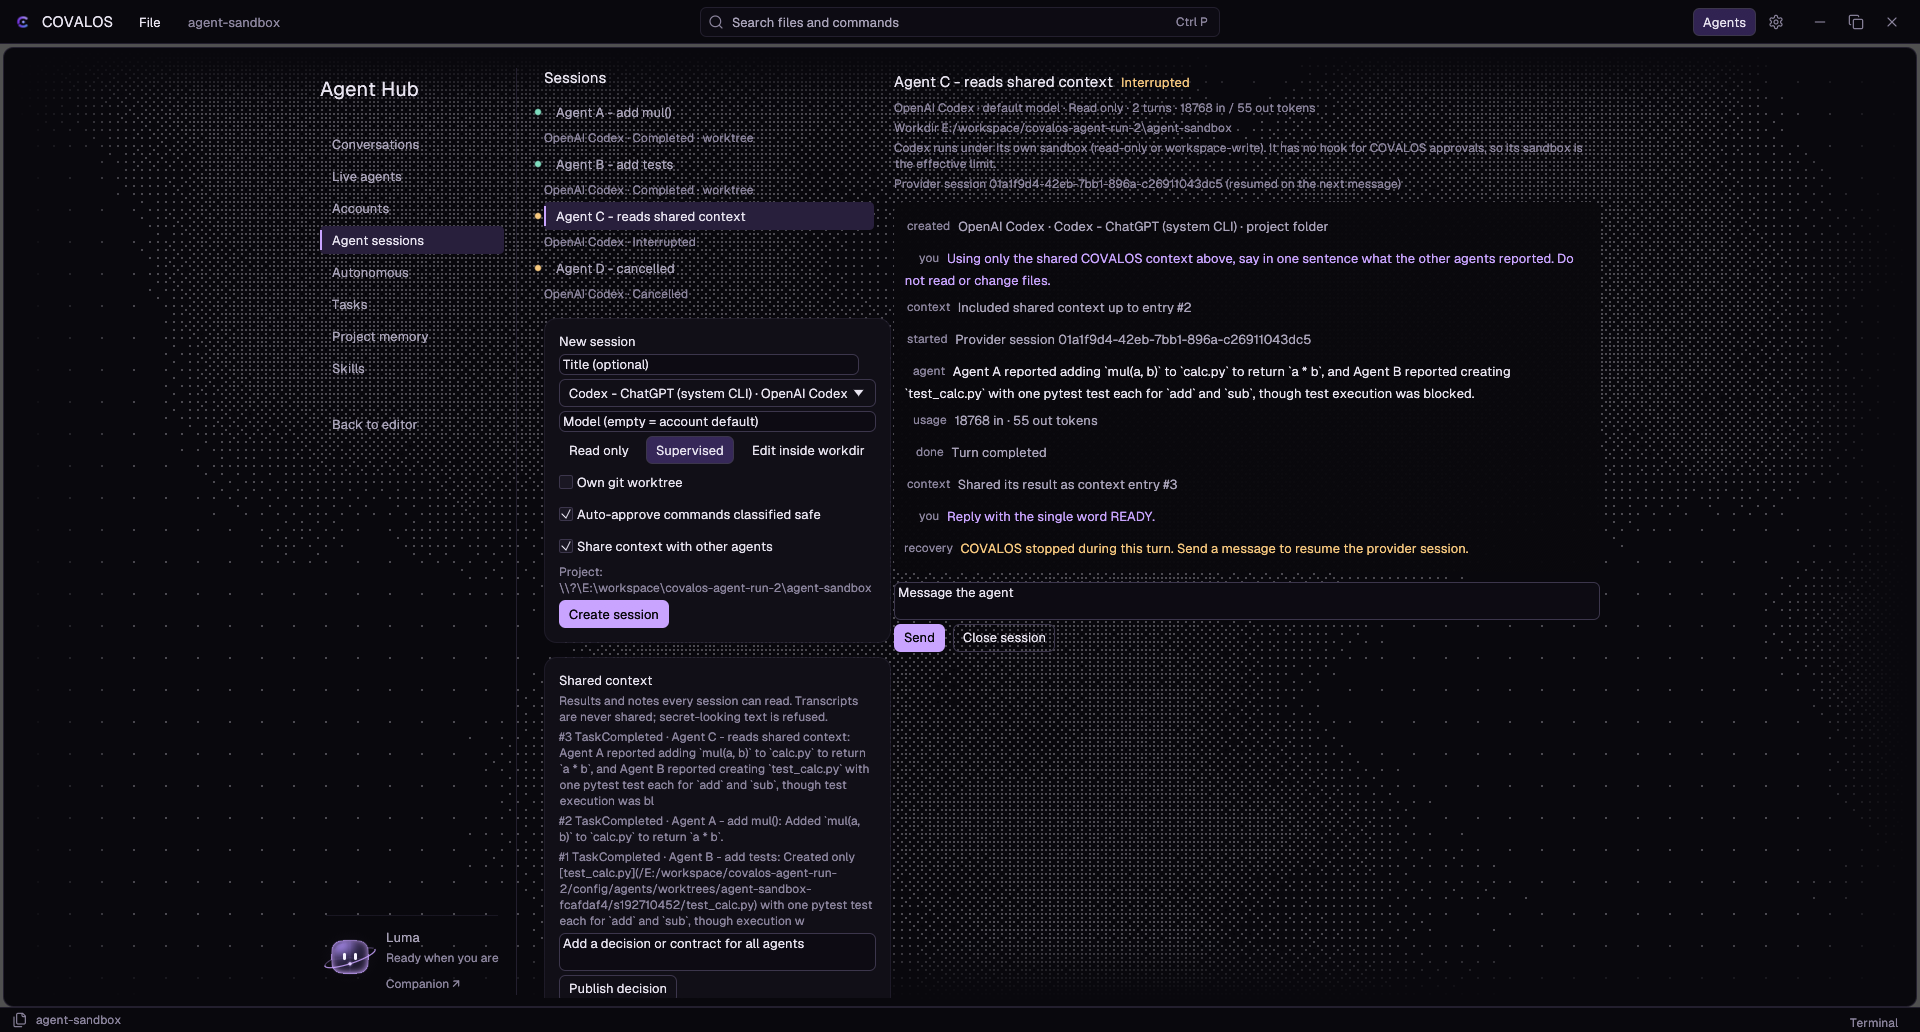 COVALOS File agent-sandbox
Search files and commands Ctrl P
Agents
Agent Hub
Conversations
Live agents
Accounts
Agent sessions
Autonomous
Tasks
Project memory
Skills
Back to editor
Luma
Ready when you are
Companion ↗
Sessions
Agent A - add mul()
OpenAI Codex · Completed · worktree
Agent B - add tests
OpenAI Codex · Completed · worktree
Agent C - reads shared context
OpenAI Codex · Interrupted
Agent D - cancelled
OpenAI Codex · Cancelled
New session
Title (optional)
Codex - ChatGPT (system CLI) · OpenAI Codex
Model (empty = account default)
Read only Supervised Edit inside workdir
Own git worktree
Auto-approve commands classified safe
Share context with other agents
Project:
\\?\E:\workspace\covalos-agent-run-2\agent-sandbox
Create session
Shared context
Results and notes every session can read. Transcripts
are never shared; secret-looking text is refused.
#3 TaskCompleted · Agent C - reads shared context:
Agent A reported adding `mul(a, b)` to `calc.py` to return
`a * b`, and Agent B reported creating `test_calc.py` with
one pytest test each for `add` and `sub`, though test
execution was bl
#2 TaskCompleted · Agent A - add mul(): Added `mul(a,
b)` to `calc.py` to return `a * b`.
#1 TaskCompleted · Agent B - add tests: Created only
[test_calc.py](/E:/workspace/covalos-agent-run-
2/config/agents/worktrees/agent-sandbox-
fcafdaf4/s192710452/test_calc.py) with one pytest test
each for `add` and `sub`, though execution w
Add a decision or contract for all agents
Publish decision
Agent C - reads shared context Interrupted
OpenAI Codex · default model · Read only · 2 turns · 18768 in / 55 out tokens
Workdir E:/workspace/covalos-agent-run-2\agent-sandbox
Codex runs under its own sandbox (read-only or workspace-write). It has no hook for COVALOS approvals, so its sandbox is
the effective limit.
Provider session 01a1f9d4-42eb-7bb1-896a-c26911043dc5 (resumed on the next message)
created OpenAI Codex · Codex - ChatGPT (system CLI) · project folder
you Using only the shared COVALOS context above, say in one sentence what the other agents reported. Do
not read or change files.
context Included shared context up to entry #2
started Provider session 01a1f9d4-42eb-7bb1-896a-c26911043dc5
agent Agent A reported adding `mul(a, b)` to `calc.py` to return `a * b`, and Agent B reported creating
`test_calc.py` with one pytest test each for `add` and `sub`, though test execution was blocked.
usage 18768 in · 55 out tokens
done Turn completed
context Shared its result as context entry #3
you Reply with the single word READY.
recovery COVALOS stopped during this turn. Send a message to resume the provider session.
Message the agent
Send Close session
agent-sandbox
Terminal